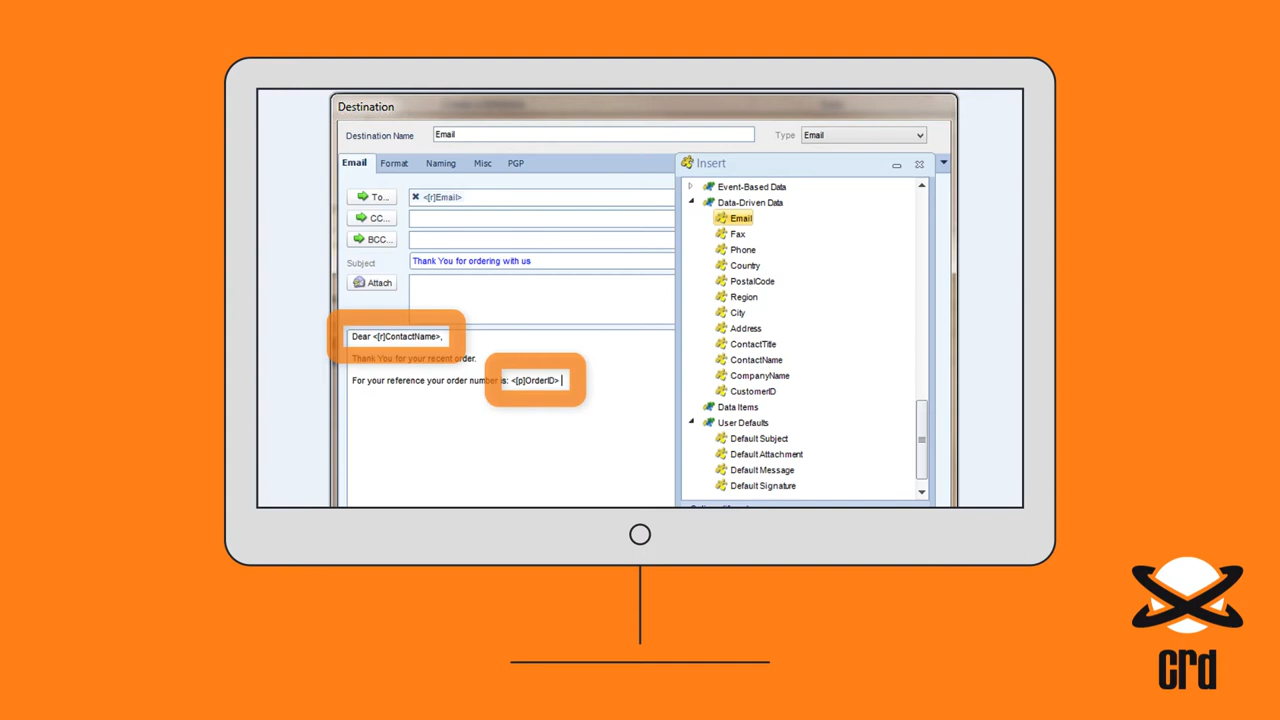 Destination
Destination Name
Email
Type
Email
Email
Format
Naming
Misc
PGP
To...
<[r]Email>
CC...
BCC...
Subject
Thank You for ordering with us
Attach
Dear <[r]ContactName>,
Thank You for your recent order.
For your reference your order number is: <[p]OrderID>
Insert
Event-Based Data
Data-Driven Data
Email
Fax
Phone
Country
PostalCode
Region
City
Address
ContactTitle
ContactName
CompanyName
CustomerID
Data Items
User Defaults
Default Subject
Default Attachment
Default Message
Default Signature
crd